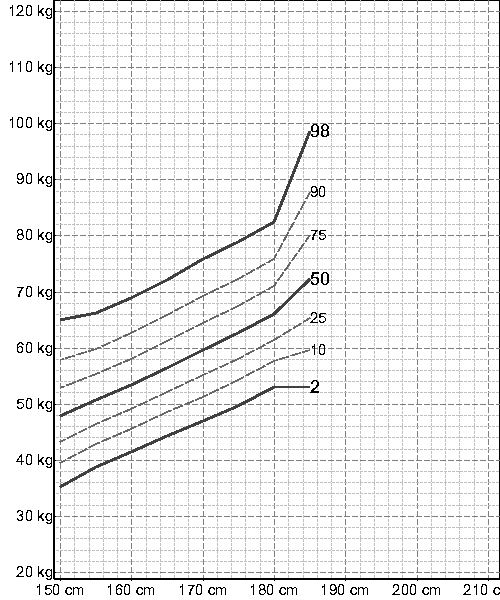 120 kg
110 kg
100 kg
98
90 kg
90
80 kg
75
70 kg
50
60 kg
25
10
50 kg
2
40 kg
30 kg
20 kg
150 cm 160 cm 170 cm 180 cm 190 cm 200 cm 210 c